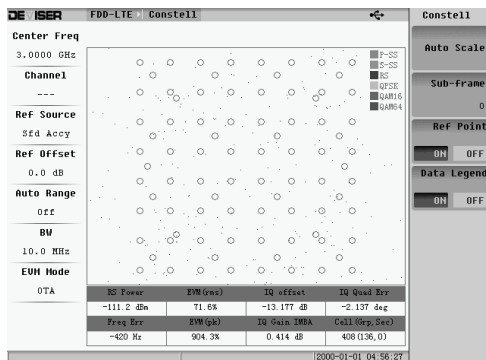 DEVISER FDD-LTE Constell Constell
Center Freq
3.0000 GHz
Channel
---
Ref Source
Sfd Accy
Ref Offset
0.0 dB
Auto Range
Off
BW
10.0 MHz
EVM Mode
OTA
P-SS
S-SS
RS
QPSK
QAM16
QAM64
RS Power EVM(rms) IQ offset IQ Quad Err
-111.2 dBm 71.6% -13.177 dB -2.137 deg
Freq Err EVM(pk) IQ Gain IMBA Cell(Grp,Sec)
-420 Hz 904.3% 0.414 dB 408(136,0)
2000-01-01 04:56:27
Auto Scale
Sub-frame
0
Ref Point
ON OFF
Data Legend
ON OFF